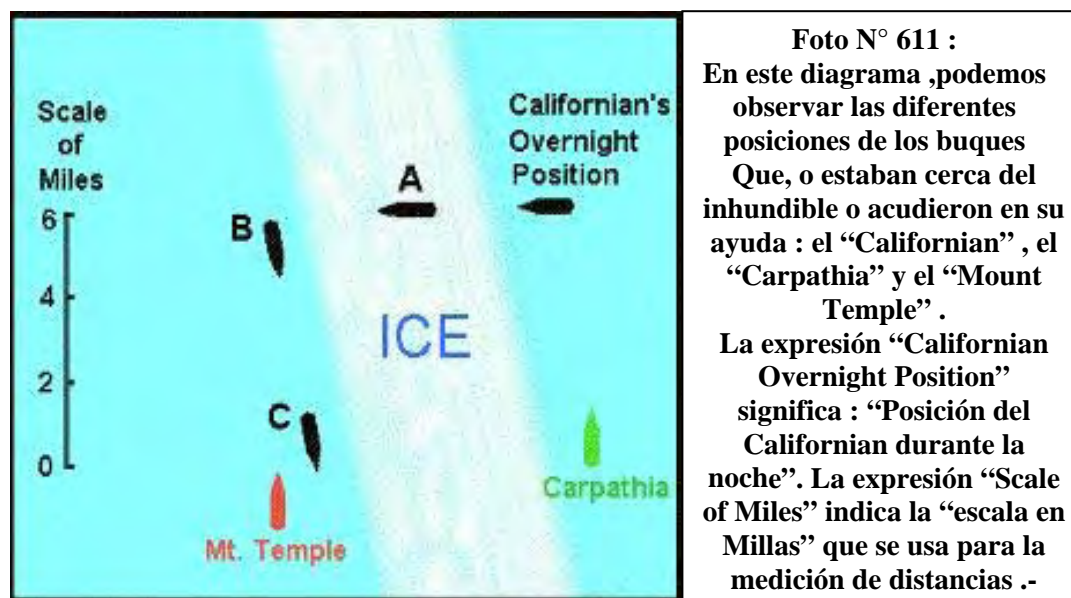 Scale
of
Miles
6
4
2
0
Californian's
Overnight
Position
A
B
ICE
C
Carpathia
Mt. Temple
Foto N° 611 :
En este diagrama ,podemos
observar las diferentes
posiciones de los buques
Que, o estaban cerca del
inhundible o acudieron en su
ayuda : el “Californian” , el
“Carpathia” y el “Mount
Temple” .
La expresión “Californian
Overnight Position”
significa : “Posición del
Californian durante la
noche”. La expresión “Scale
of Miles” indica la “escala en
Millas” que se usa para la
medición de distancias .-